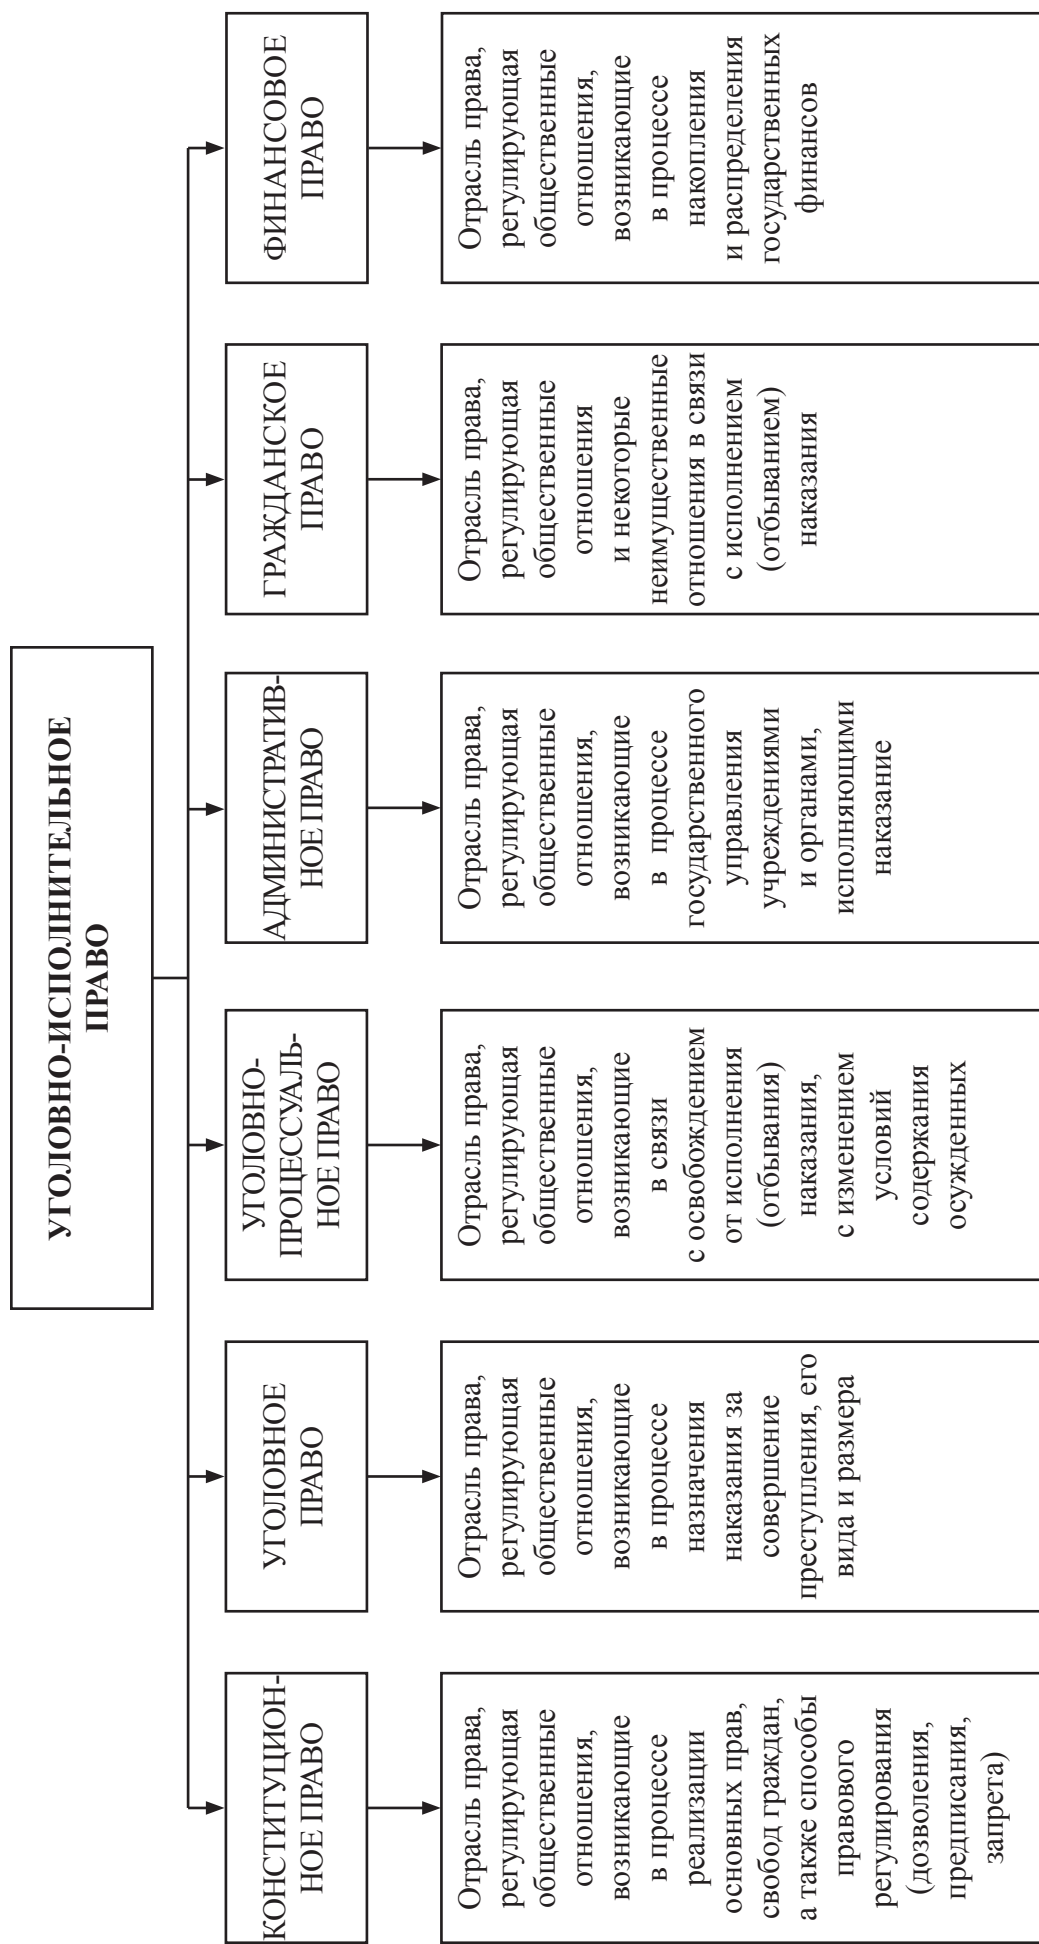 УГОЛОВНО-ИСПОЛНИТЕЛЬНОЕ
ПРАВО
КОНСТИТУЦИОН-
НОЕ ПРАВО
УГОЛОВНОЕ
ПРАВО
УГОЛОВНО-
ПРОЦЕССУАЛЬ-
НОЕ ПРАВО
АДМИНИСТРАТИВ-
НОЕ ПРАВО
ГРАЖДАНСКОЕ
ПРАВО
ФИНАНСОВОЕ
ПРАВО
Отрасль права,
регулирующая
общественные
отношения,
возникающие
в процессе
реализации
основных прав,
свобод граждан,
а также способы
правового
регулирования
(дозволения,
предписания,
запрета)
Отрасль права,
регулирующая
общественные
отношения,
возникающие
в процессе
назначения
наказания за
совершение
преступления, его
вида и размера
Отрасль права,
регулирующая
общественные
отношения,
возникающие
в связи
с освобождением
от исполнения
(отбывания)
наказания,
с изменением
условий
содержания
осужденных
Отрасль права,
регулирующая
общественные
отношения,
возникающие
в процессе
государственного
управления
учреждениями
и органами,
исполняющими
наказание
Отрасль права,
регулирующая
общественные
отношения
и некоторые
неимущественные
отношения в связи
с исполнением
(отбыванием)
наказания
Отрасль права,
регулирующая
общественные
отношения,
возникающие
в процессе
накопления
и распределения
государственных
финансов